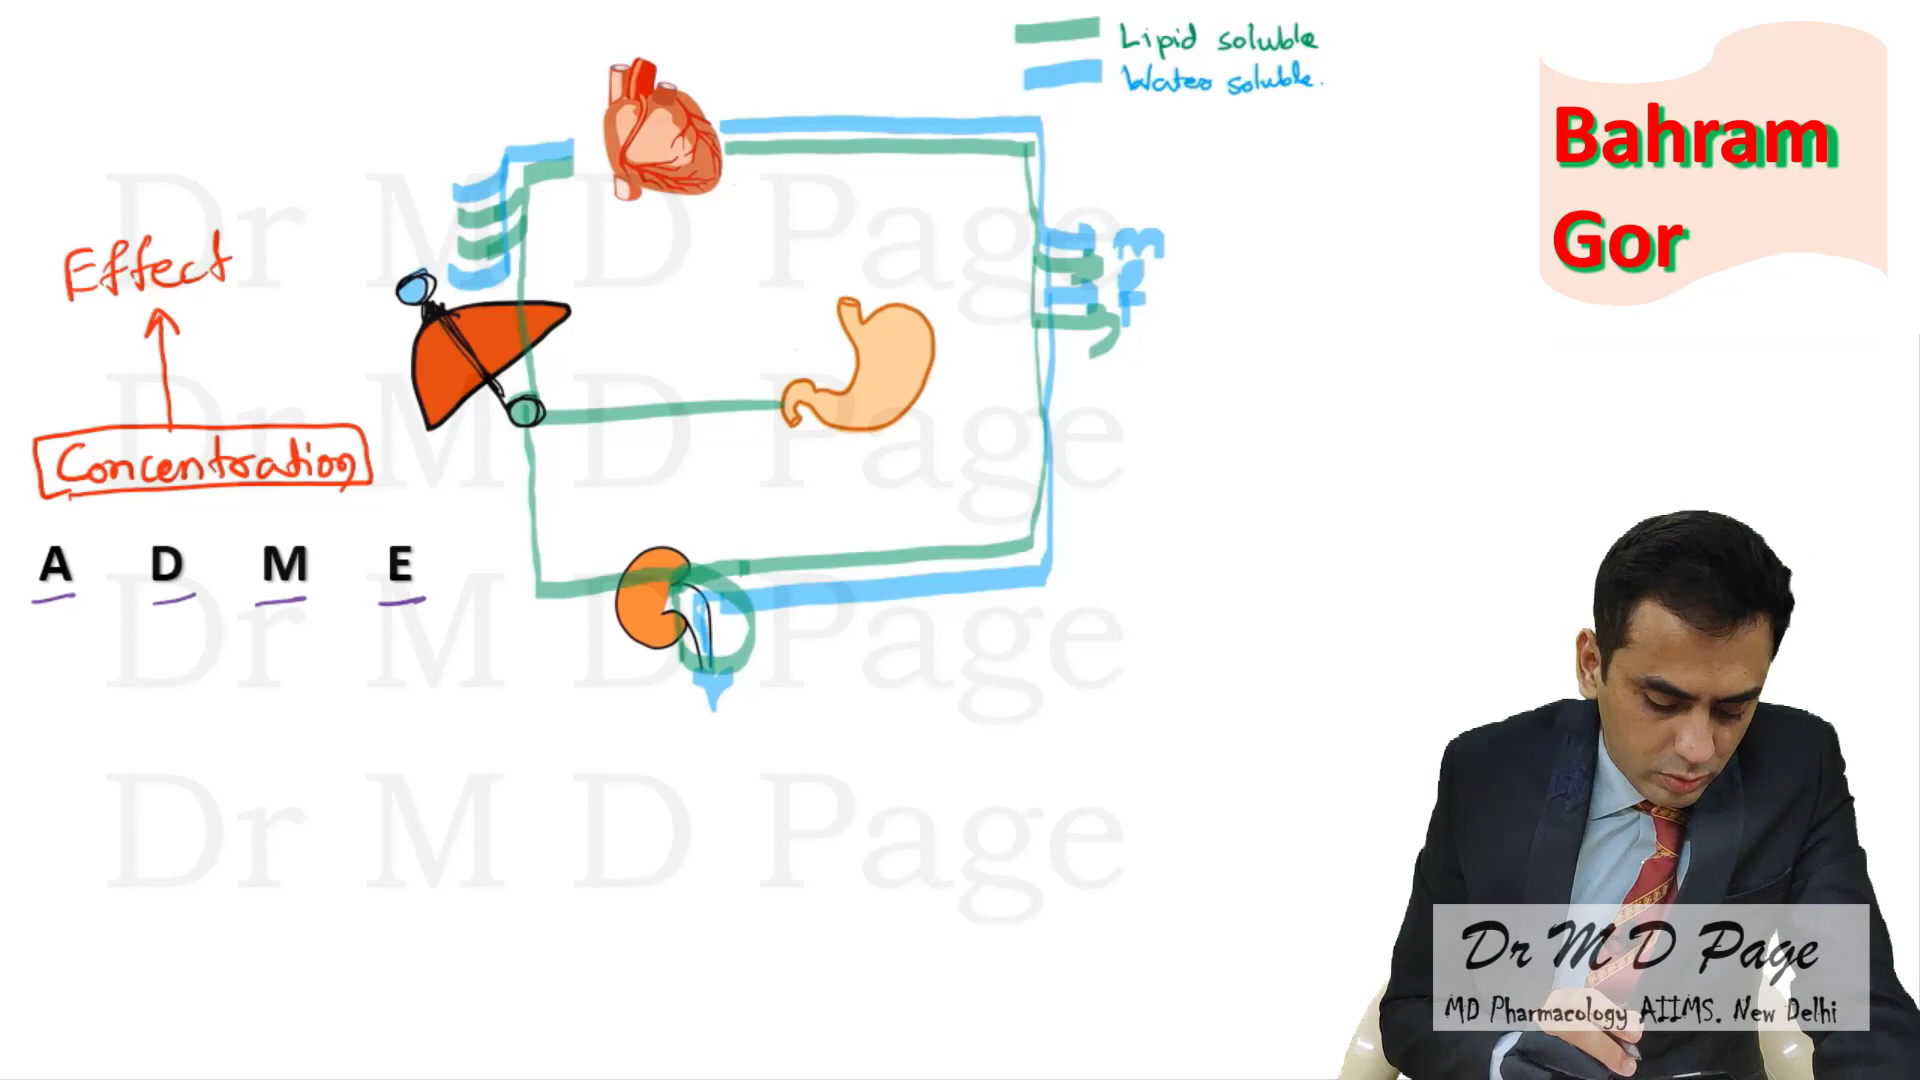 Lipid soluble
Water soluble.
Bahram
Gor
Effect
M
F
Concentration
A D M E
Dr M D Page
Dr M D Page
Dr M D Page
Dr M D Page
Dr M D Page
MD Pharmacology AIIMS. New Delhi